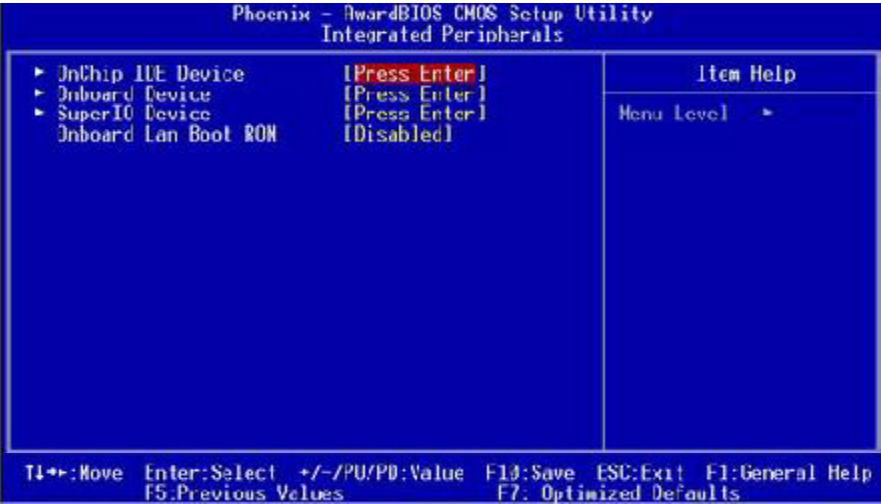 Phoenix - AwardBIOS CMOS Setup Utility
Integrated Peripherals
► OnChip IDE Device [Press Enter]
► Onboard Device [Press Enter]
► SuperIO Device [Press Enter]
Onboard Lan Boot ROM [Disabled]
Item Help
Menu Level ►
↑↓→←:Move Enter:Select +/-/PU/PD:Value F10:Save ESC:Exit F1:General Help
F5:Previous Values F7: Optimized Defaults